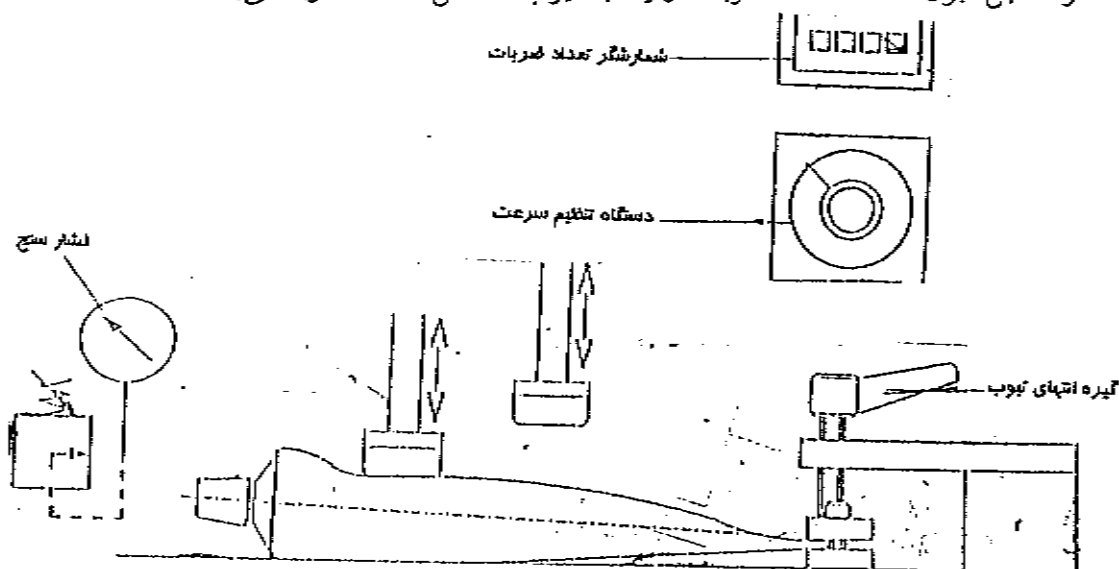 شمارشگر تعداد ضربات
دستگاه تنظیم سرعت
فشار سنج
گیره انتهای تیوب